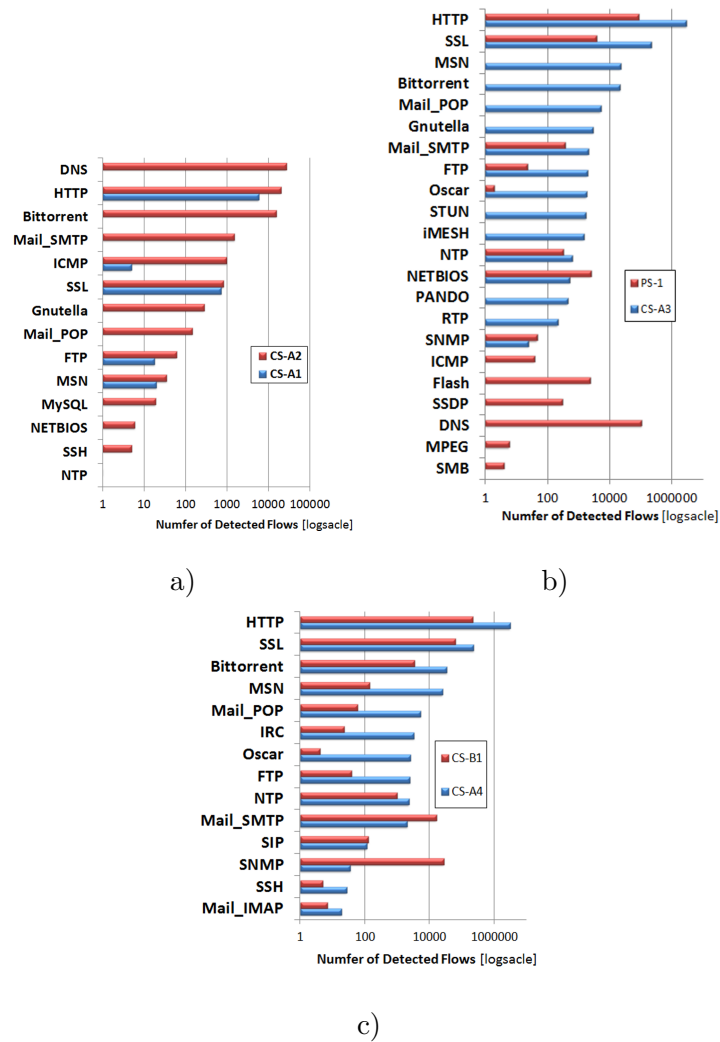 DNS
HTTP
Bittorrent
Mail_SMTP
ICMP
SSL
Gnutella
Mail_POP
FTP
MSN
MySQL
NETBIOS
SSH
NTP
CS-A2
CS-A1
1 10 100 1000 10000 100000
Numfer of Detected Flows [logsacle]
a)
HTTP
SSL
MSN
Bittorrent
Mail_POP
Gnutella
Mail_SMTP
FTP
Oscar
STUN
iMESH
NTP
NETBIOS
PANDO
RTP
SNMP
ICMP
Flash
SSDP
DNS
MPEG
SMB
PS-1
CS-A3
1 100 10000 1000000
Numfer of Detected Flows [logsacle]
b)
HTTP
SSL
Bittorrent
MSN
Mail_POP
IRC
Oscar
FTP
NTP
Mail_SMTP
SIP
SNMP
SSH
Mail_IMAP
CS-B1
CS-A4
1 100 10000 1000000
Numfer of Detected Flows [logsacle]
c)